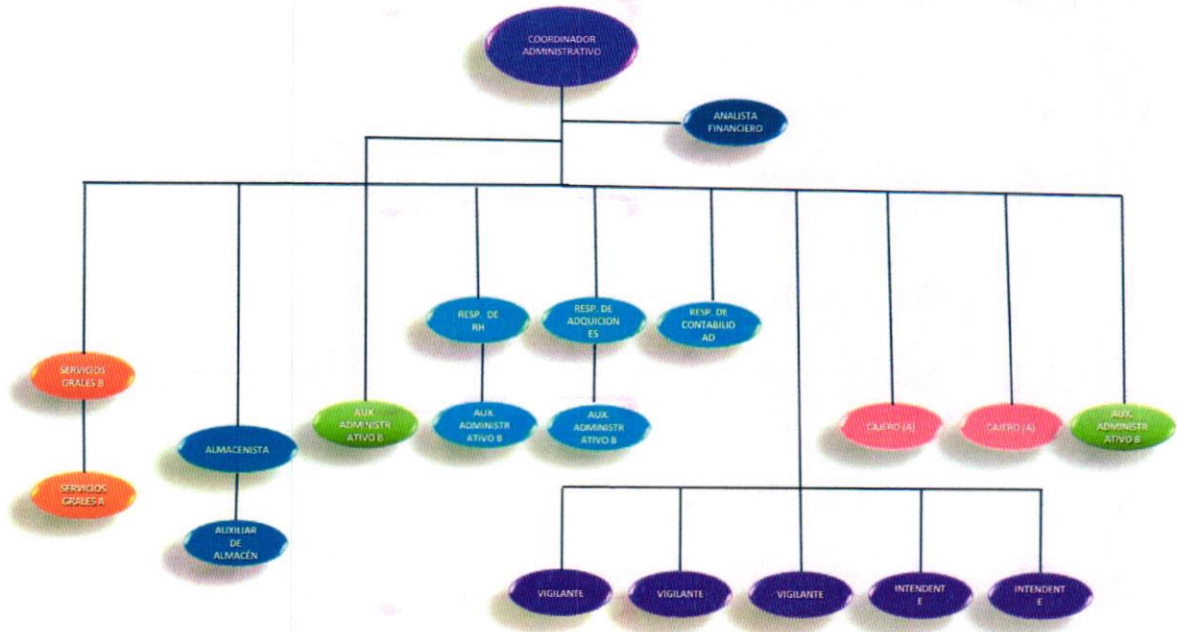 COORDINADOR
ADMINISTRATIVO
ANALISTA
FINANCIERO
RESP. DE
RH
RESP. DE
ADQUICION
ES
RESP. DE
CONTABILID
AD
SERVICIOS
GRALES B
AUX.
ADMINISTR
ATIVO B
AUX.
ADMINISTR
ATIVO B
AUX.
ADMINISTR
ATIVO B
CAJERO (A)
CAJERO (A)
AUX.
ADMINISTR
ATIVO B
ALMACENISTA
SERVICIOS
GRALES A
AUXILIAR
DE
ALMACÉN
VIGILANTE
VIGILANTE
VIGILANTE
INTENDENT
E
INTENDENT
E